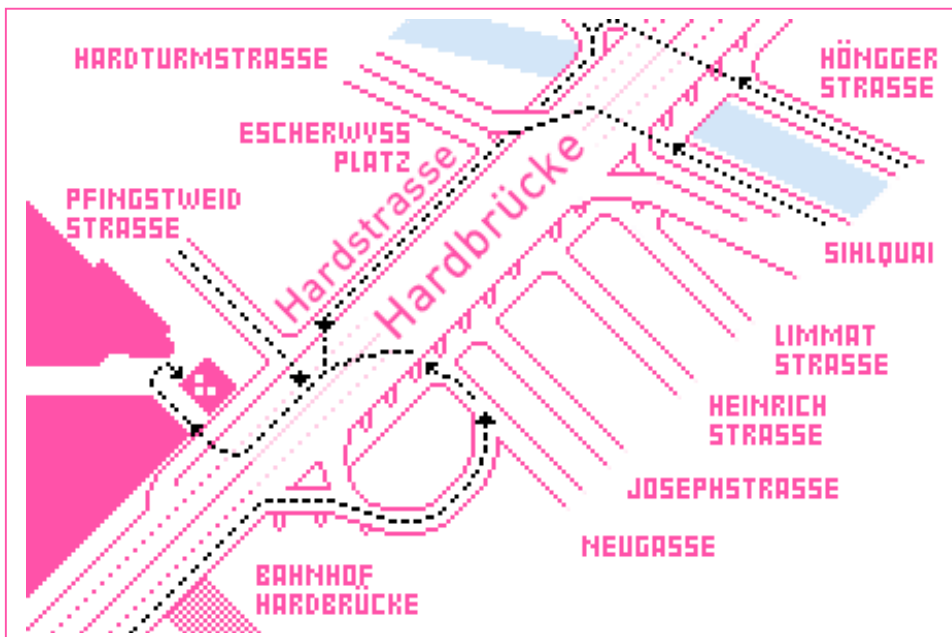 HARDTURMSTRASSE
HÖNGGER
STRASSE
ESCHERWYSS
PLATZ
PFINGSTWEID
STRASSE
Hardstrasse
Hardbrücke
SIHLQUAI
LIMMAT
STRASSE
HEINRICH
STRASSE
JOSEPHSTRASSE
NEUGASSE
BAHNHOF
HARDBRÜCKE